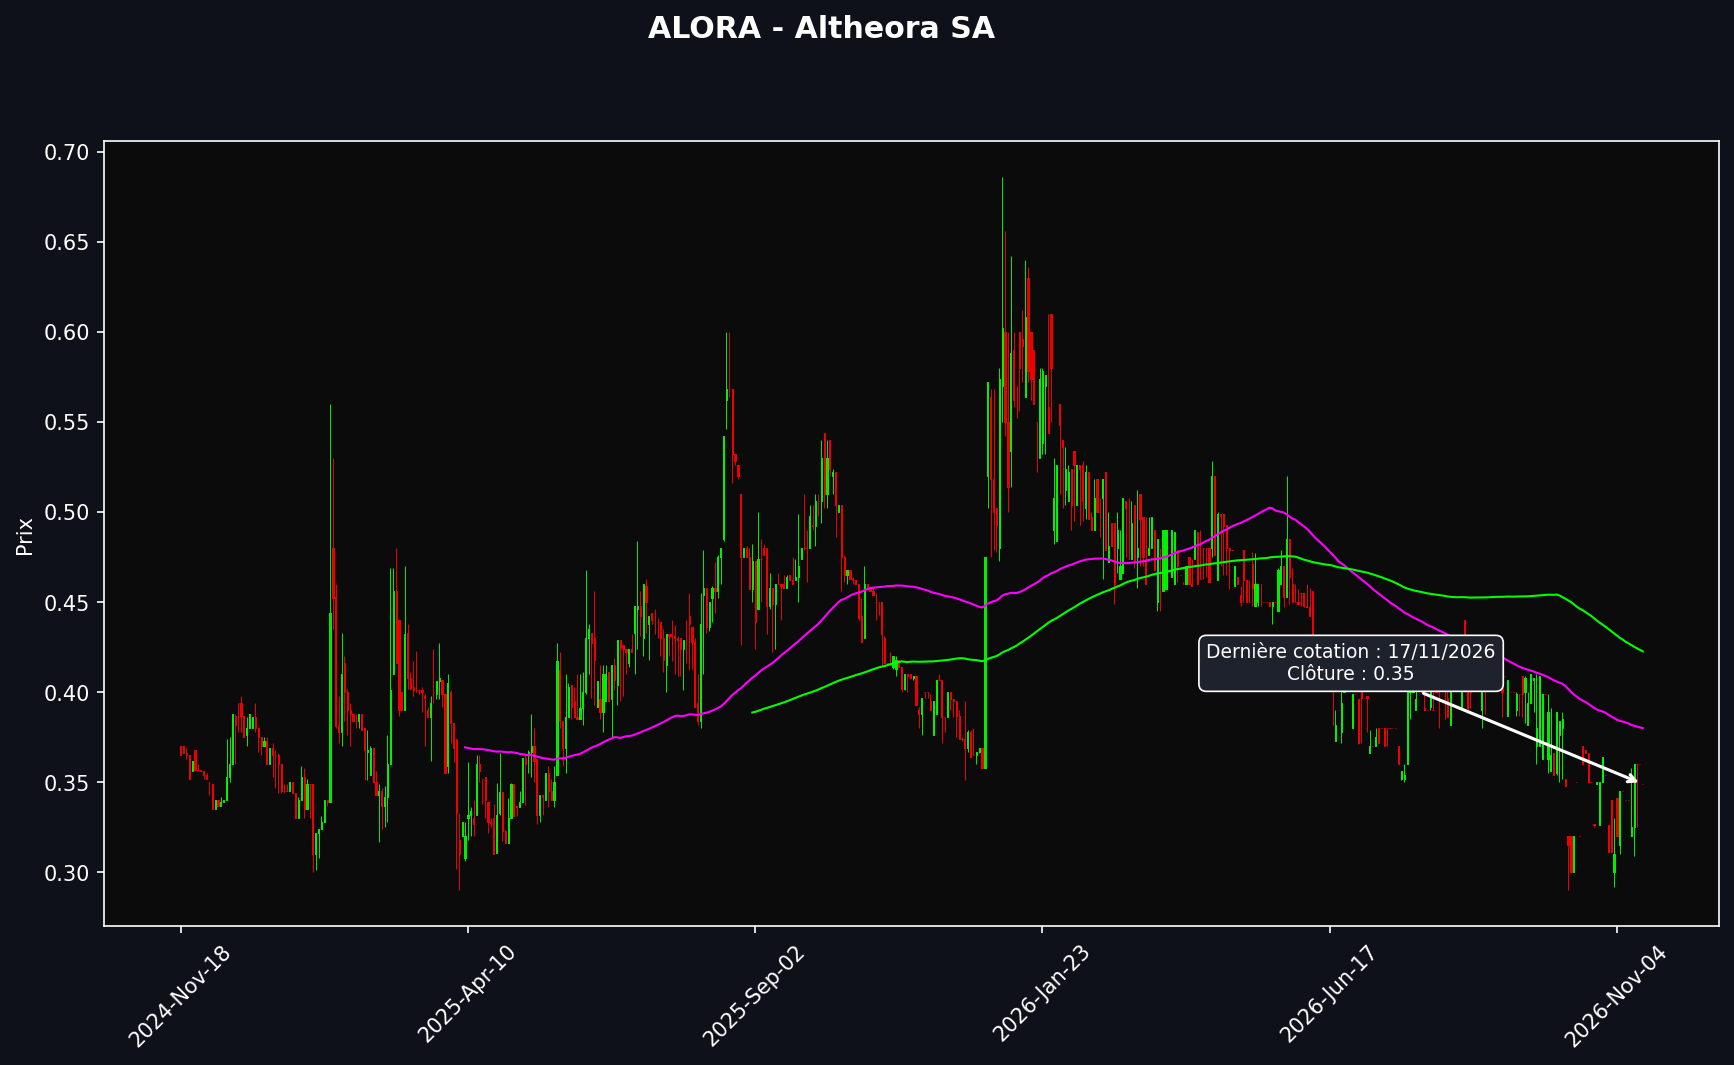 ALORA - Altheora SA
Prix
0.70
0.65
0.60
0.55
0.50
0.45
0.40
0.35
0.30
Dernière cotation : 17/11/2026
Clôture : 0.35
2024-Nov-18
2025-Apr-10
2025-Sep-02
2026-Jan-23
2026-Jun-17
2026-Nov-04